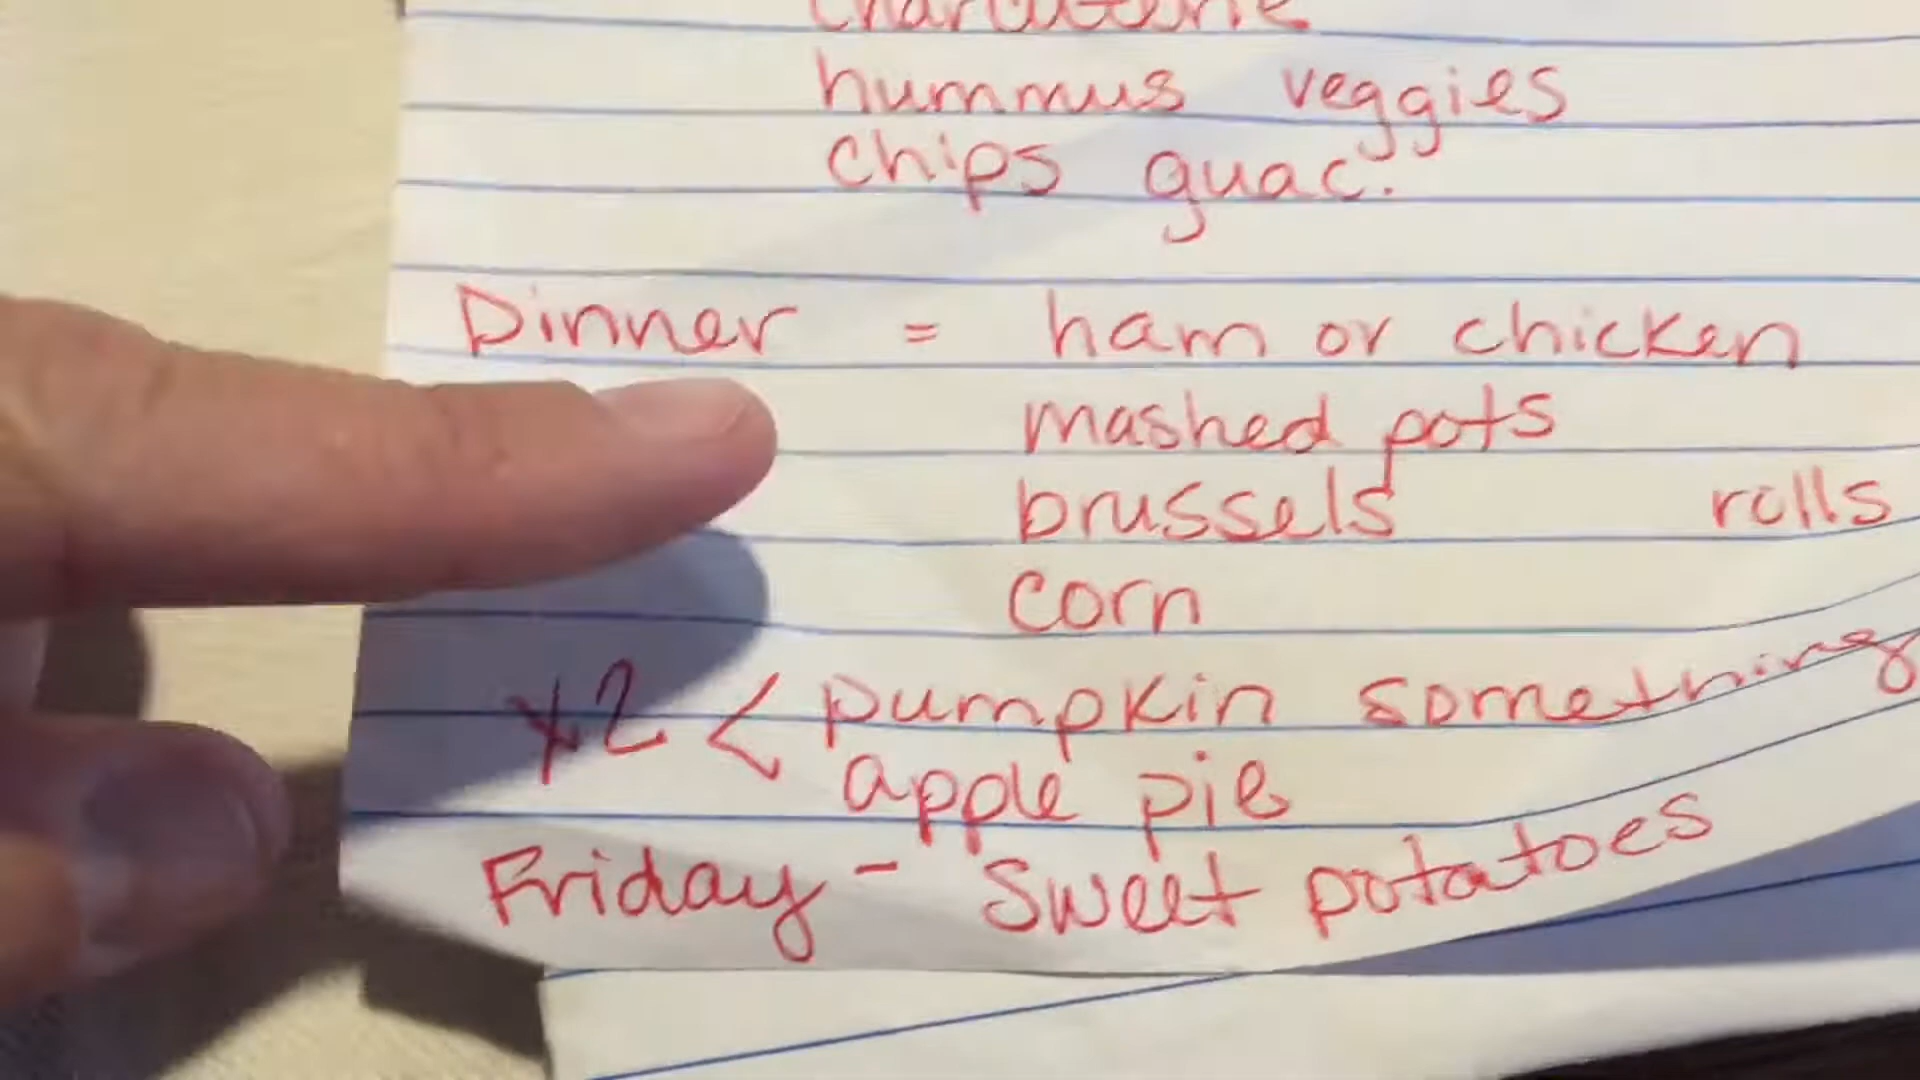 charcuterie
hummus veggies
chips guac.
Dinner = ham or chicken
mashed pots
brussels rolls
corn
x2 < pumpkin something
apple pie
Friday - Sweet potatoes